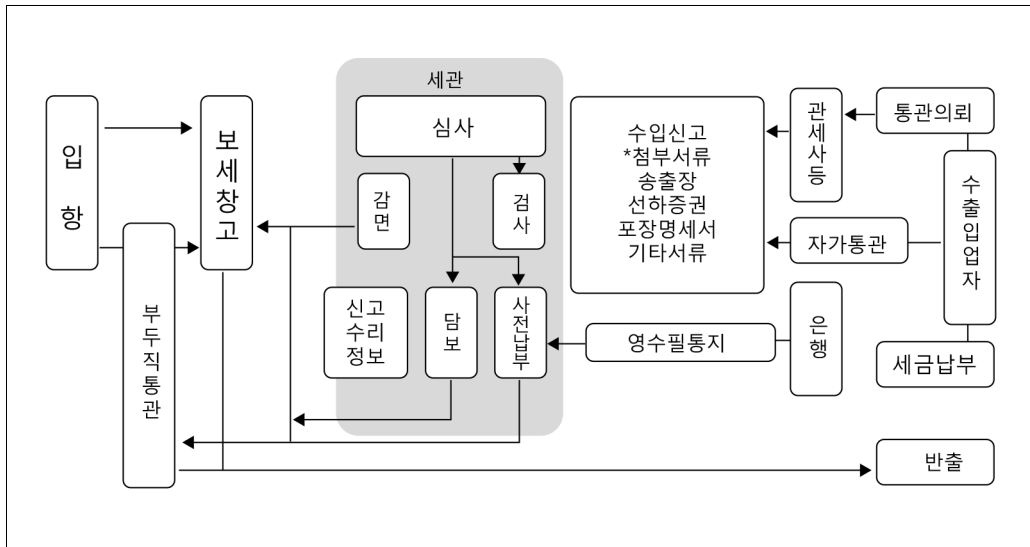 입항
보세창고
부두직통관
세관
심사
감면
검사
신고
수리
정보
담보
사전납부
수입신고
*첨부서류
송출장
선하증권
포장명세서
기타서류
영수필통지
관세사등
자가통관
은행
통관의뢰
수출입업자
세금납부
반출